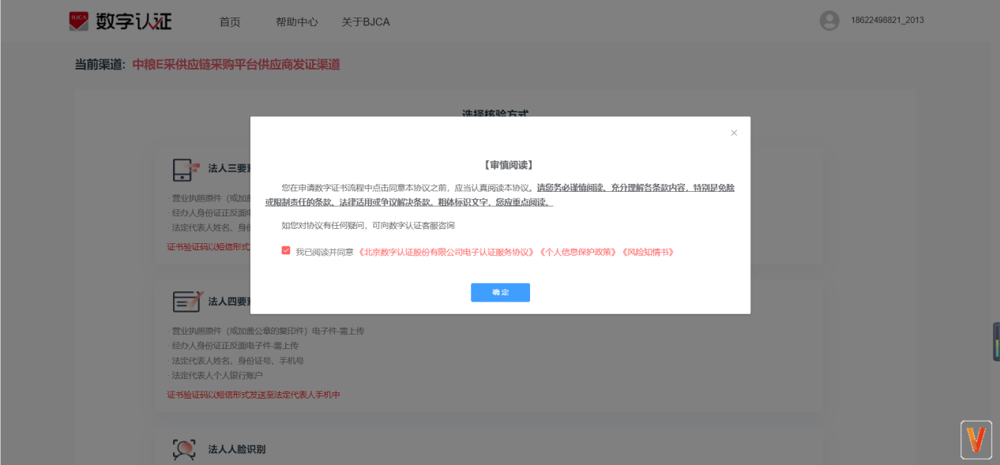 BJCA 数字认证
首页 帮助中心 关于BJCA
18622498821_2013
当前渠道：中粮E采供应链采购平台供应商发证渠道
选择核验方式
【审慎阅读】
您在申请数字证书流程中点击同意本协议之前，应当认真阅读本协议。请您务必谨慎阅读、充分理解各条款内容，特别是免除
或限制责任的条款、法律适用或争议解决条款。粗体标识文字，您应重点阅读。
如您对协议有任何疑问，可向数字认证客服咨询
我已阅读并同意《北京数字认证股份有限公司电子认证服务协议》《个人信息保护政策》《风险知情书》
确定
法人三要
· 营业执照原件（或加
· 经办人身份证正反面
· 法定代表人姓名、身
证书验证码以短信形式
法人四要
· 营业执照原件（或加盖公章的复印件）电子件-需上传
· 经办人身份证正反面电子件-需上传
· 法定代表人姓名、身份证号、手机号
· 法定代表人个人银行账户
证书验证码以短信形式发送至法定代表人手机中
法人人脸识别